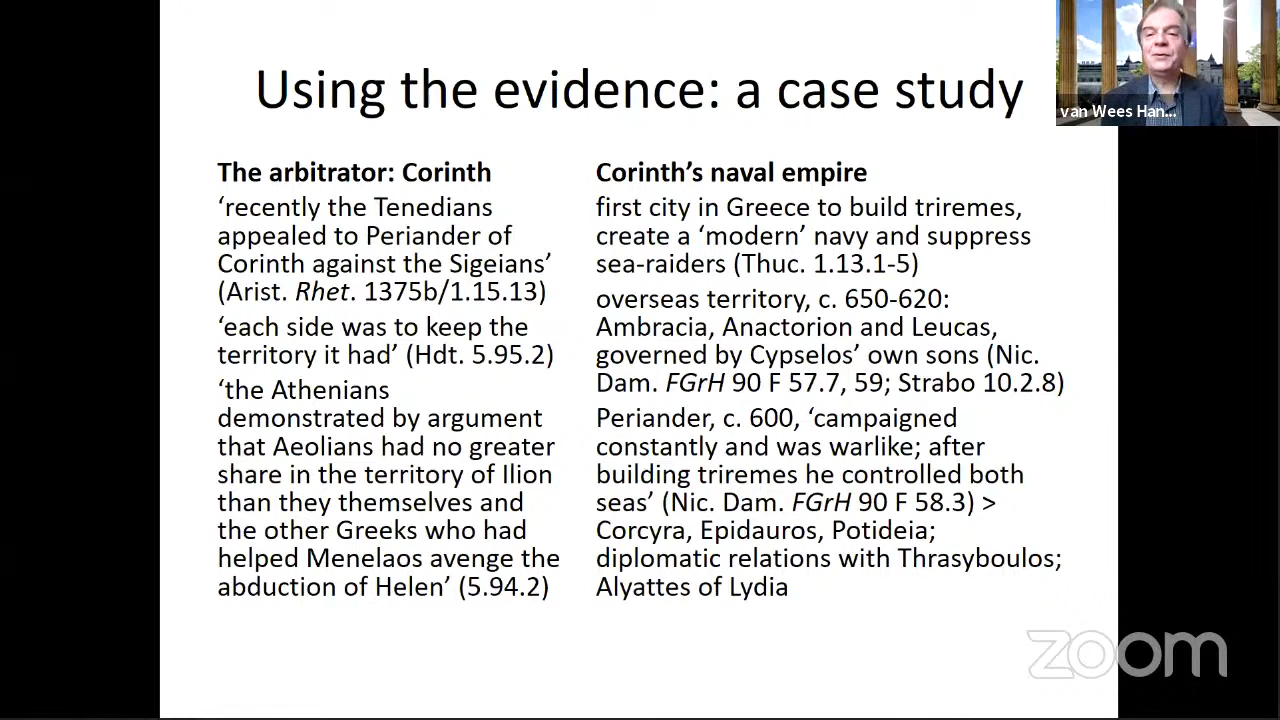 Using the evidence: a case study
van Wees Han...
The arbitrator: Corinth
‘recently the Tenedians
appealed to Periander of
Corinth against the Sigeians’
(Arist. Rhet. 1375b/1.15.13)
‘each side was to keep the
territory it had’ (Hdt. 5.95.2)
‘the Athenians
demonstrated by argument
that Aeolians had no greater
share in the territory of Ilion
than they themselves and
the other Greeks who had
helped Menelaos avenge the
abduction of Helen’ (5.94.2)
Corinth’s naval empire
first city in Greece to build triremes,
create a ‘modern’ navy and suppress
sea-raiders (Thuc. 1.13.1-5)
overseas territory, c. 650-620:
Ambracia, Anactorion and Leucas,
governed by Cypselos’ own sons (Nic.
Dam. FGrH 90 F 57.7, 59; Strabo 10.2.8)
Periander, c. 600, ‘campaigned
constantly and was warlike; after
building triremes he controlled both
seas’ (Nic. Dam. FGrH 90 F 58.3) >
Corcyra, Epidauros, Potideia;
diplomatic relations with Thrasyboulos;
Alyattes of Lydia
zoom